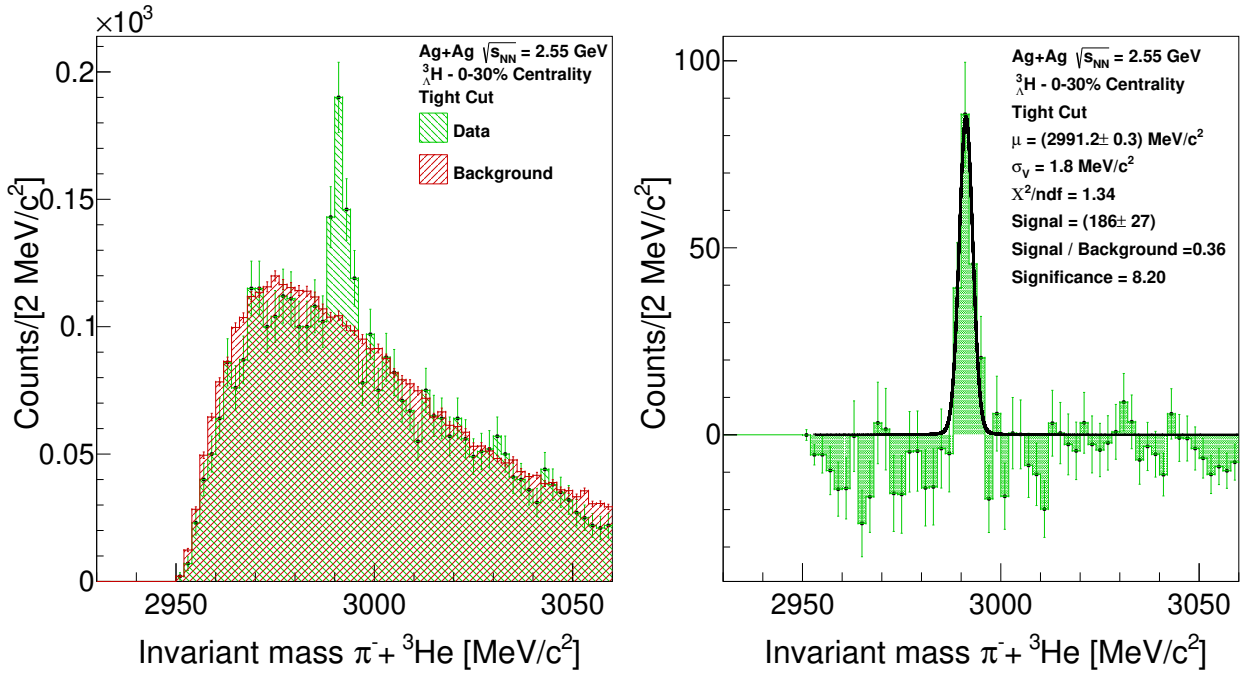 ×10³
Counts/[2 MeV/c²]
0.2
0.15
0.1
0.05
0
2950 3000 3050
Invariant mass π⁻+ ³He [MeV/c²]
Ag+Ag √s_NN = 2.55 GeV
³_ΛH - 0-30% Centrality
Tight Cut
Data
Background
Counts/[2 MeV/c²]
100
50
0
2950 3000 3050
Invariant mass π⁻+ ³He [MeV/c²]
Ag+Ag √s_NN = 2.55 GeV
³_ΛH - 0-30% Centrality
Tight Cut
μ = (2991.2± 0.3) MeV/c²
σ_V = 1.8 MeV/c²
Χ²/ndf = 1.34
Signal = (186± 27)
Signal / Background =0.36
Significance = 8.20